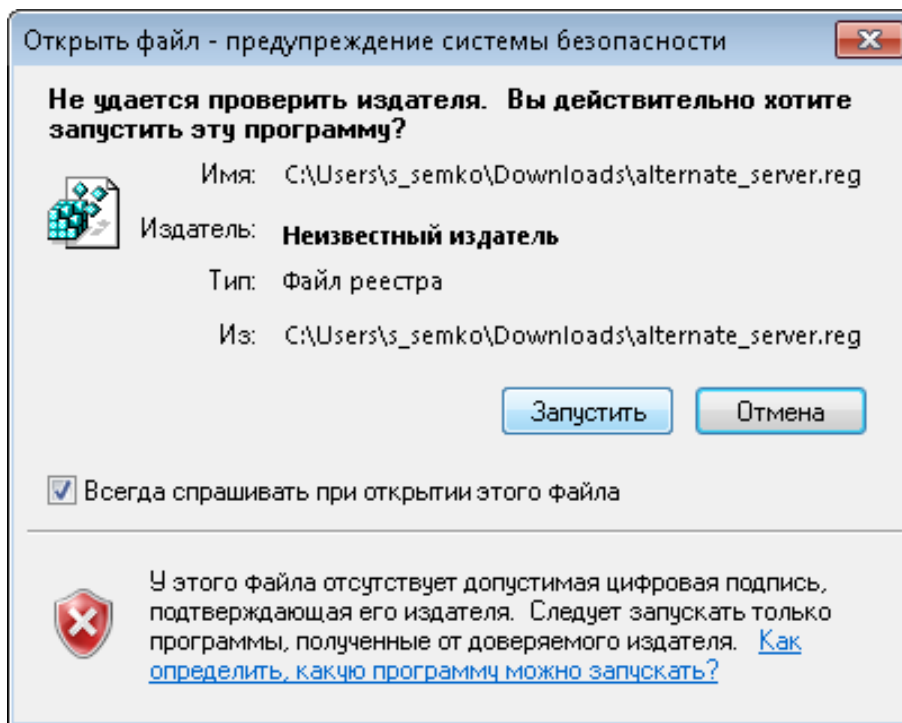 Открыть файл - предупреждение системы безопасности
Не удается проверить издателя. Вы действительно хотите
запустить эту программу?
Имя: C:\Users\s_semko\Downloads\alternate_server.reg
Издатель: Неизвестный издатель
Тип: Файл реестра
Из: C:\Users\s_semko\Downloads\alternate_server.reg
Запустить Отмена
Всегда спрашивать при открытии этого файла
У этого файла отсутствует допустимая цифровая подпись,
подтверждающая его издателя. Следует запускать только
программы, полученные от доверяемого издателя. Как
определить, какую программу можно запускать?